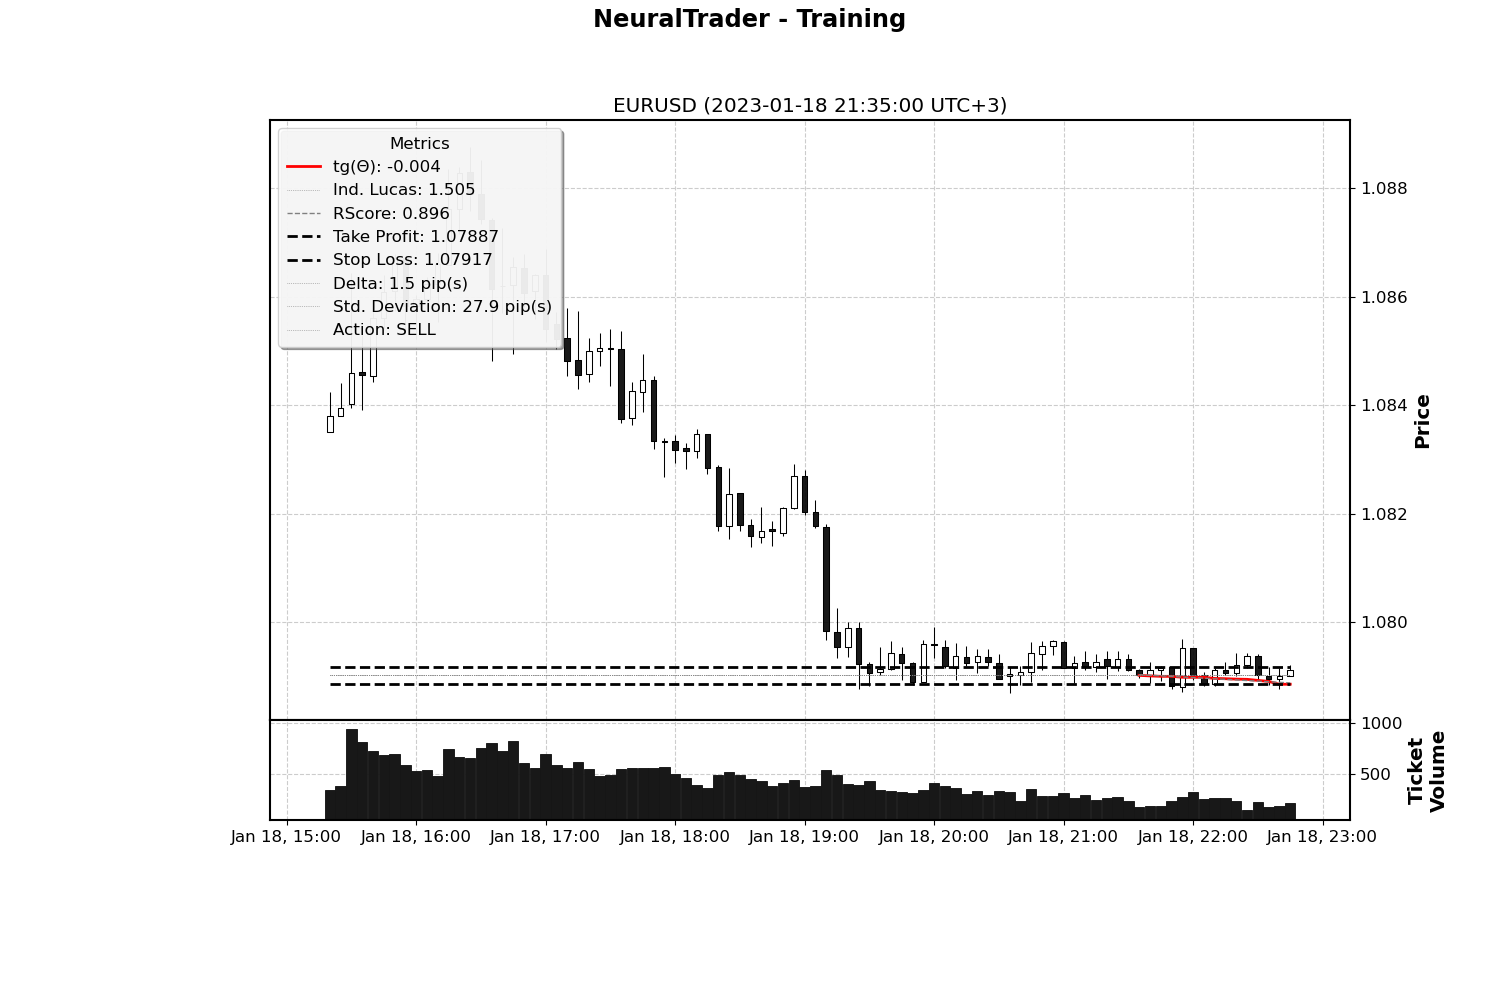 NeuralTrader - Training
EURUSD (2023-01-18 21:35:00 UTC+3)
Metrics
tg(Θ): -0.004
Ind. Lucas: 1.505
RScore: 0.896
Take Profit: 1.07887
Stop Loss: 1.07917
Delta: 1.5 pip(s)
Std. Deviation: 27.9 pip(s)
Action: SELL
1.088
1.086
1.084
1.082
1.080
Price
1000
500
Ticket
Volume
Jan 18, 15:00 Jan 18, 16:00 Jan 18, 17:00 Jan 18, 18:00 Jan 18, 19:00 Jan 18, 20:00 Jan 18, 21:00 Jan 18, 22:00 Jan 18, 23:00